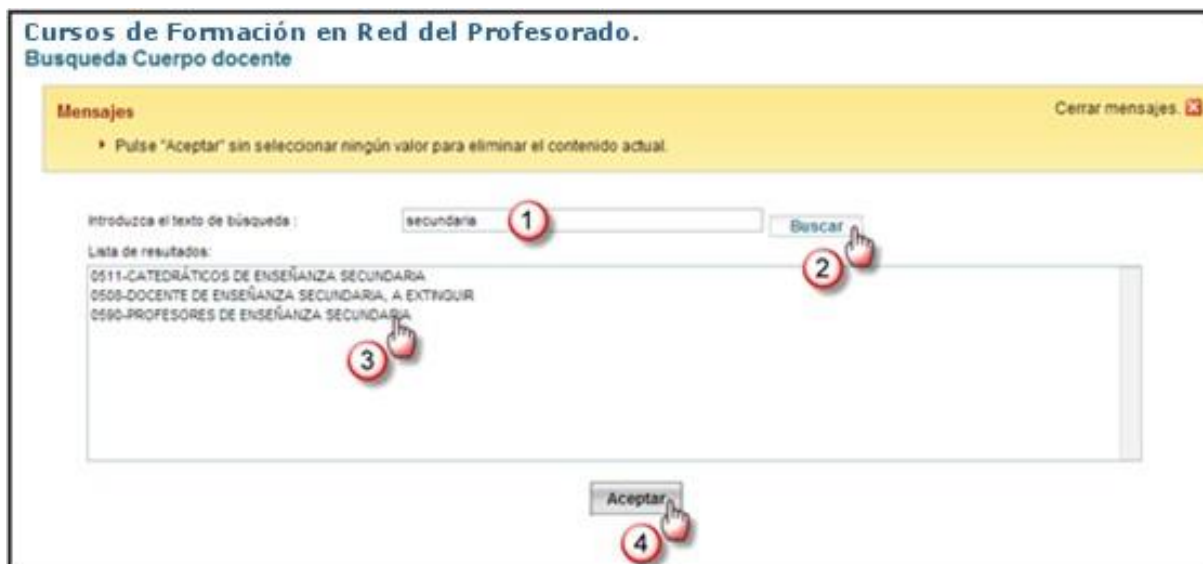 Cursos de Formación en Red del Profesorado.
Busqueda Cuerpo docente
Mensajes
Cerrar mensajes.
Pulse "Aceptar" sin seleccionar ningún valor para eliminar el contenido actual.
Introduzca el texto de búsqueda :
secundaria
1
Buscar
2
Lista de resultados:
0511-CATEDRÁTICOS DE ENSEÑANZA SECUNDARIA
0508-DOCENTE DE ENSEÑANZA SECUNDARIA, A EXTINGUIR
0590-PROFESORES DE ENSEÑANZA SECUNDARIA
3
Aceptar
4